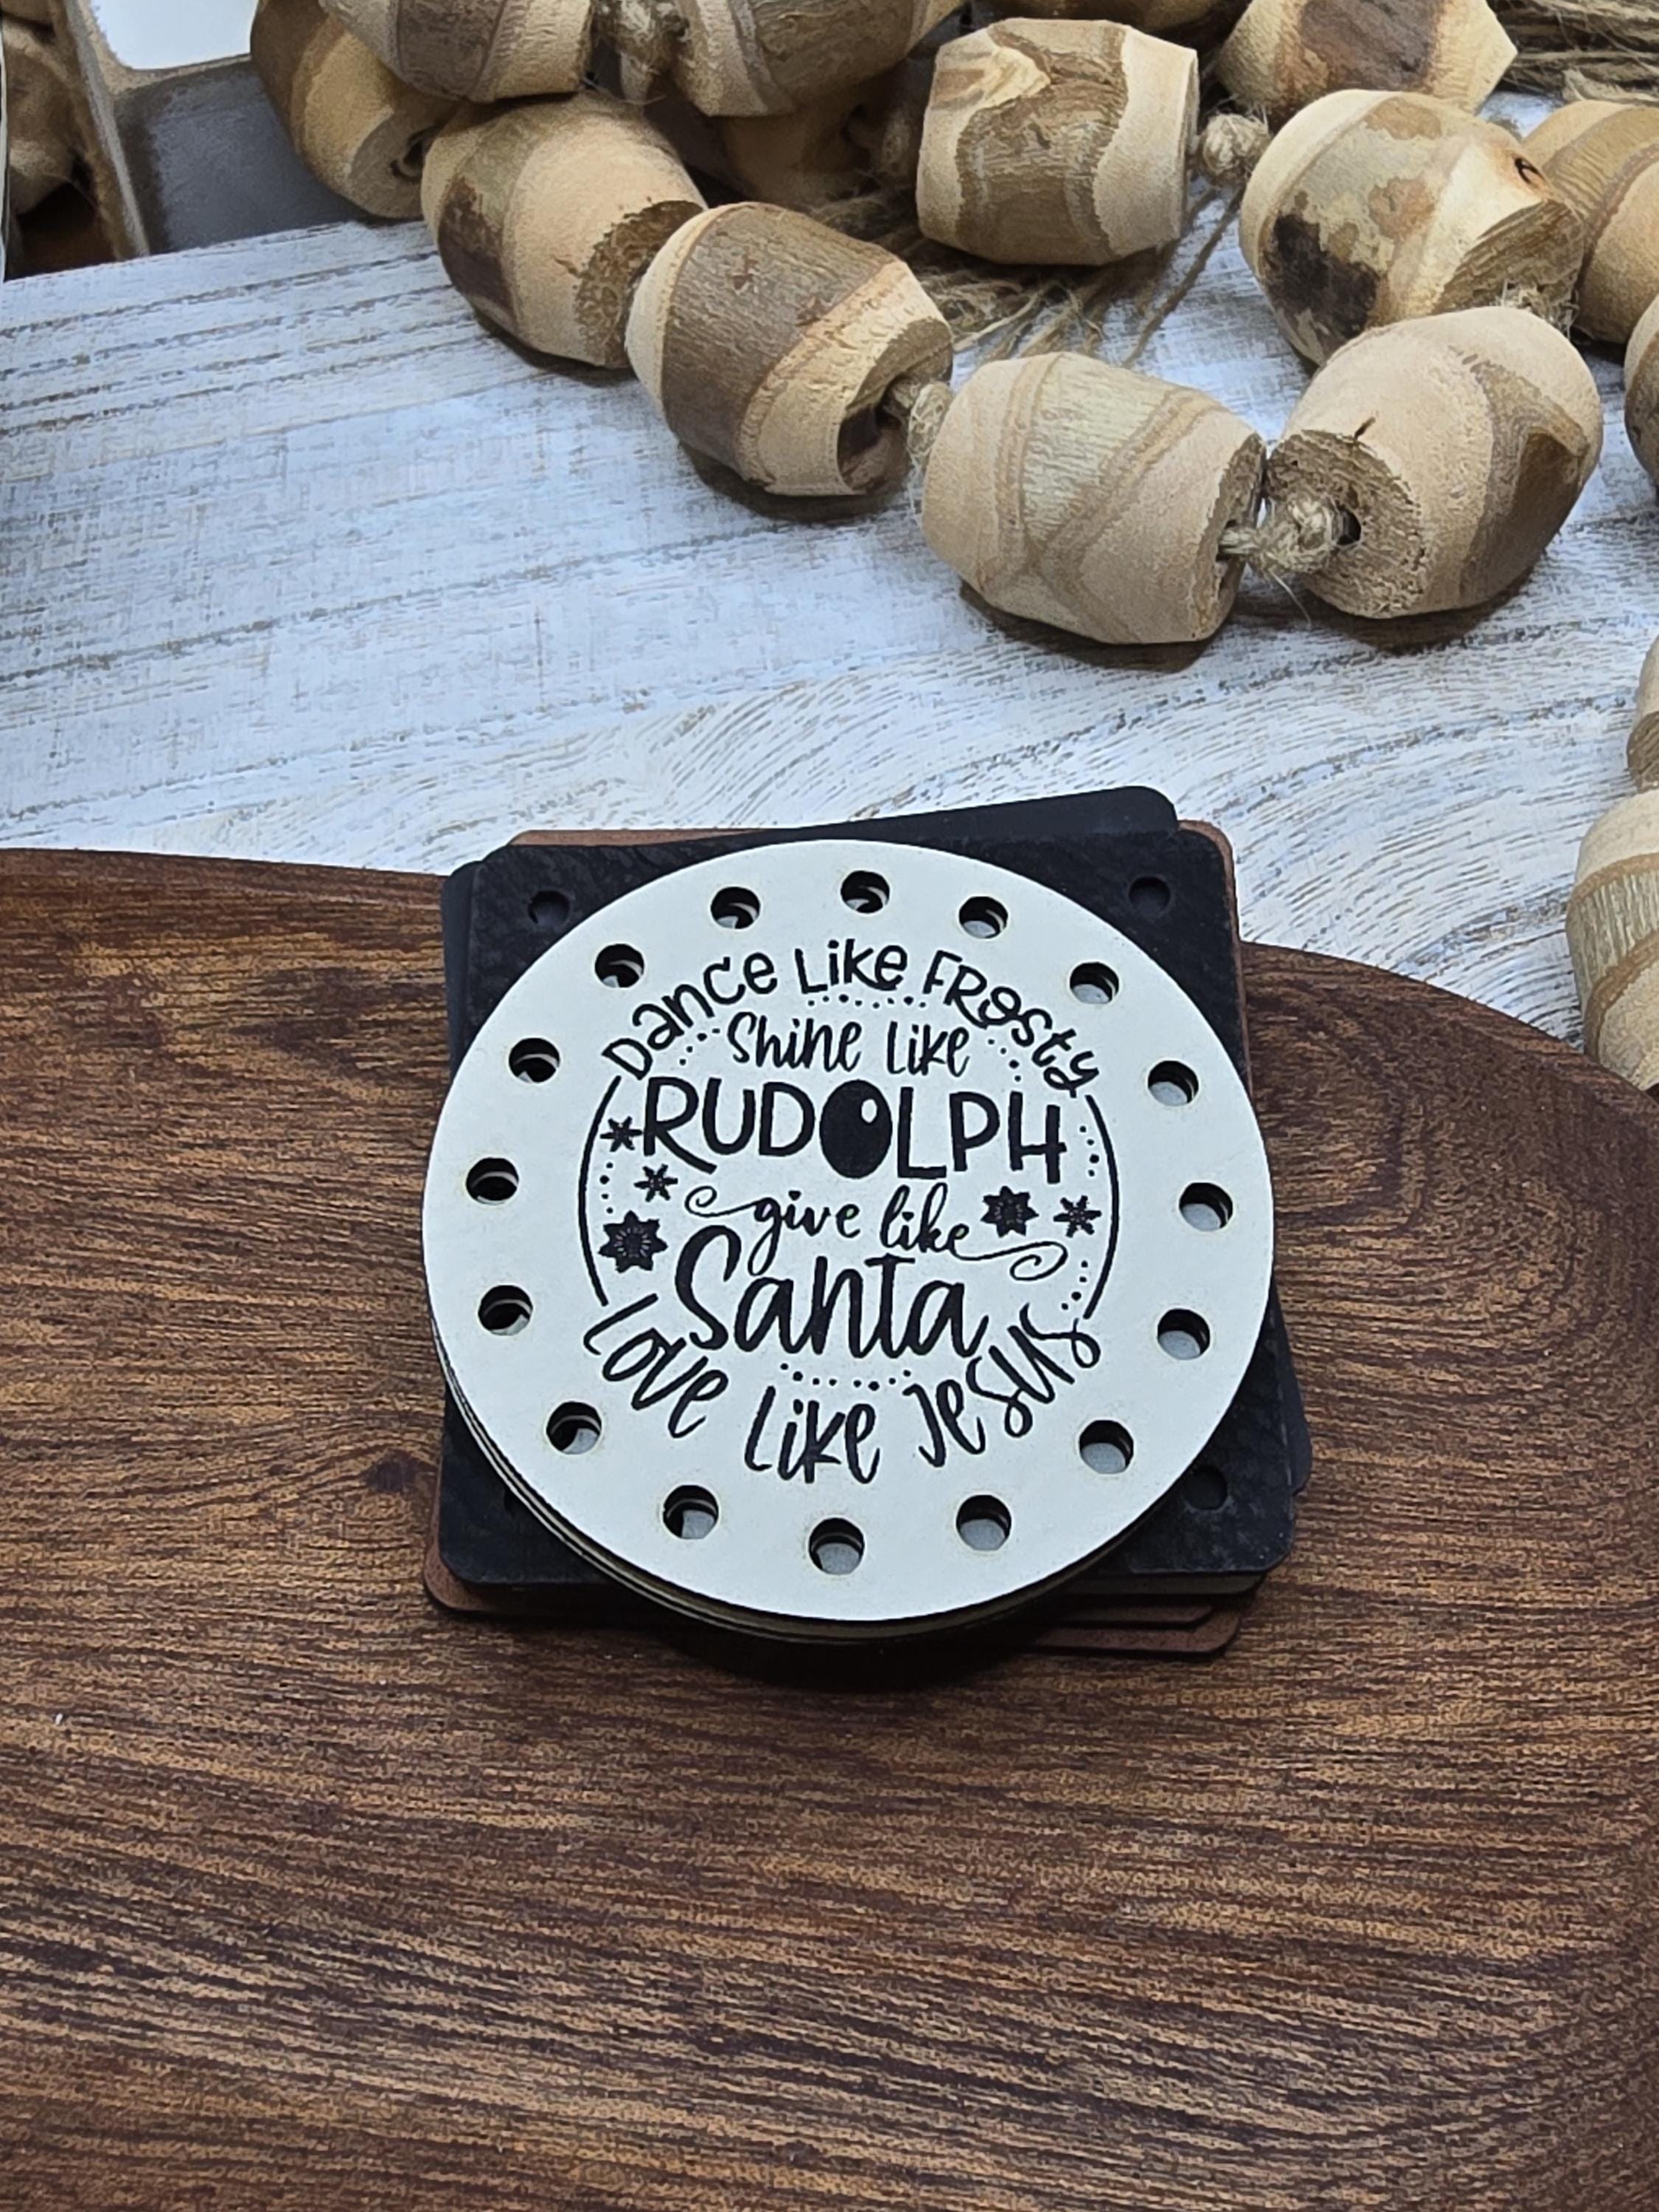 Dance Like Frosty
Shine Like
RUDOLPH
give like
Santa
Love Like Jesus